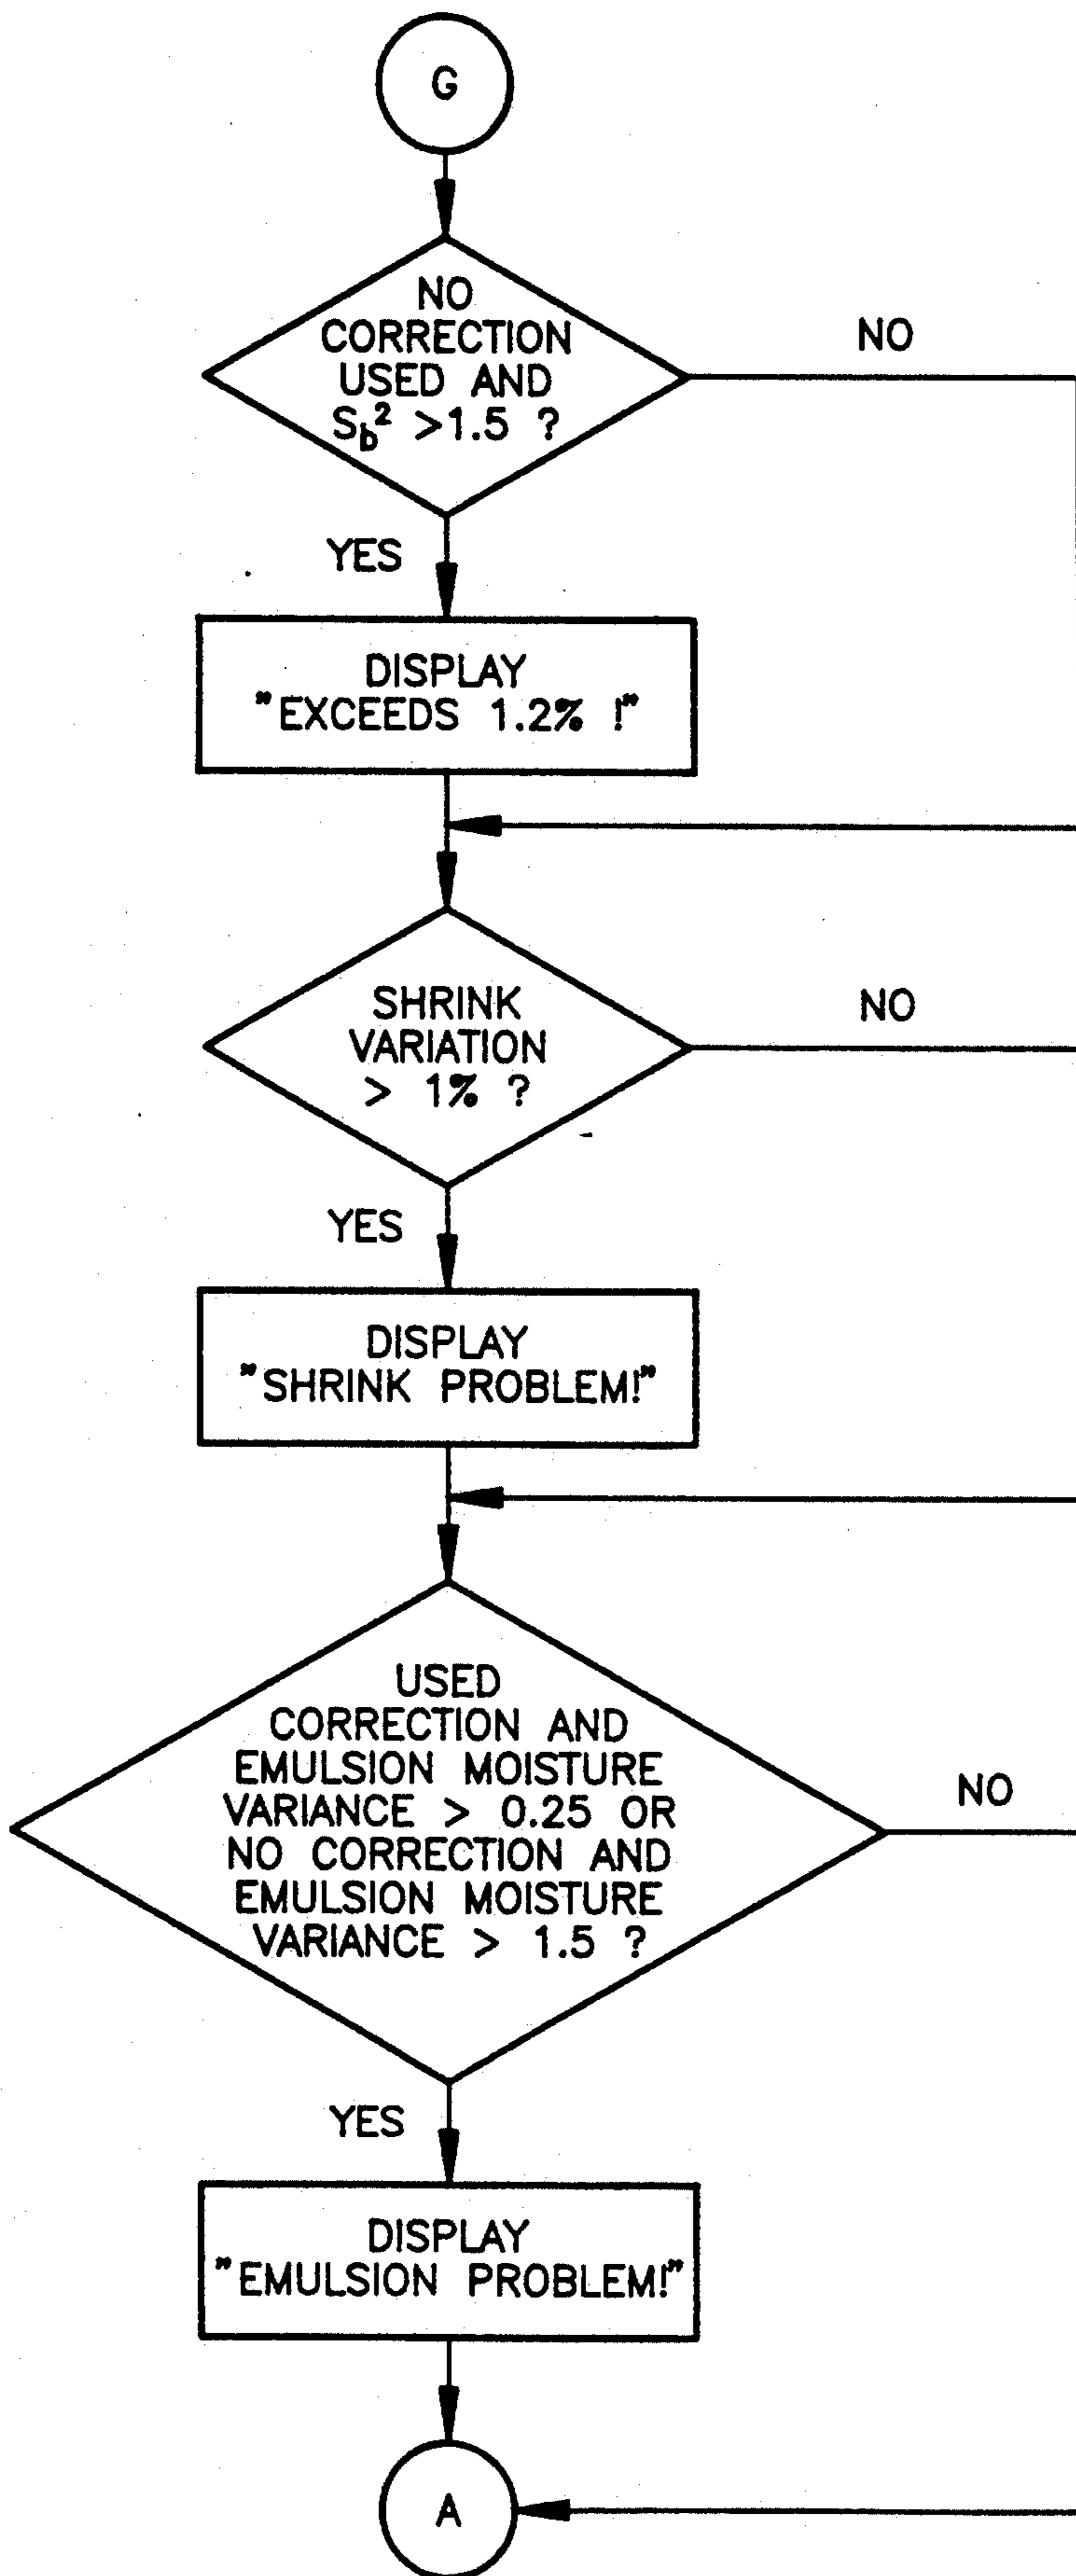 G
NO
CORRECTION
USED AND
S_b² >1.5 ?
NO
YES
DISPLAY
"EXCEEDS 1.2% !"
SHRINK
VARIATION
> 1% ?
NO
YES
DISPLAY
"SHRINK PROBLEM!"
USED
CORRECTION AND
EMULSION MOISTURE
VARIANCE > 0.25 OR
NO CORRECTION AND
EMULSION MOISTURE
VARIANCE > 1.5 ?
NO
YES
DISPLAY
"EMULSION PROBLEM!"
A